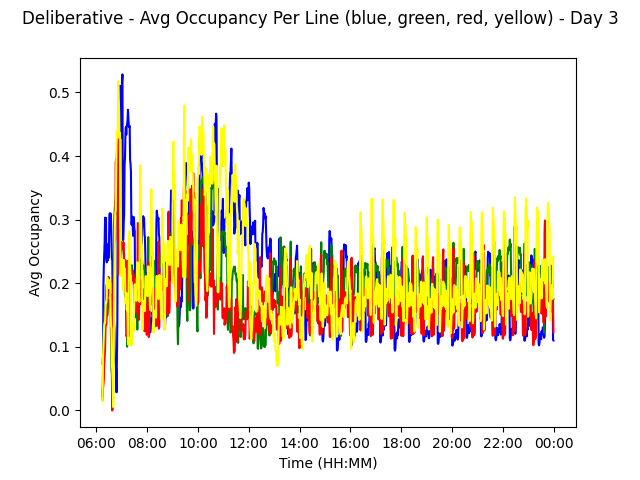 Deliberative - Avg Occupancy Per Line (blue, green, red, yellow) - Day 3
0.5
0.4
0.3
0.2
0.1
0.0
Avg Occupancy
06:00 08:00 10:00 12:00 14:00 16:00 18:00 20:00 22:00 00:00
Time (HH:MM)